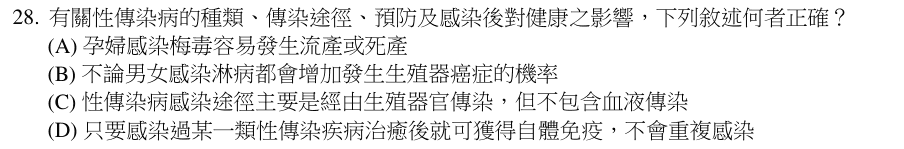 28. 有關性傳染病的種類、傳染途徑、預防及感染後對健康之影響，下列敘述何者正確？
(A) 孕婦感染梅毒容易發生流產或死產
(B) 不論男女感染淋病都會增加發生生殖器癌症的機率
(C) 性傳染病感染途徑主要是經由生殖器官傳染，但不包含血液傳染
(D) 只要感染過某一類性傳染疾病治癒後就可獲得自體免疫，不會重複感染